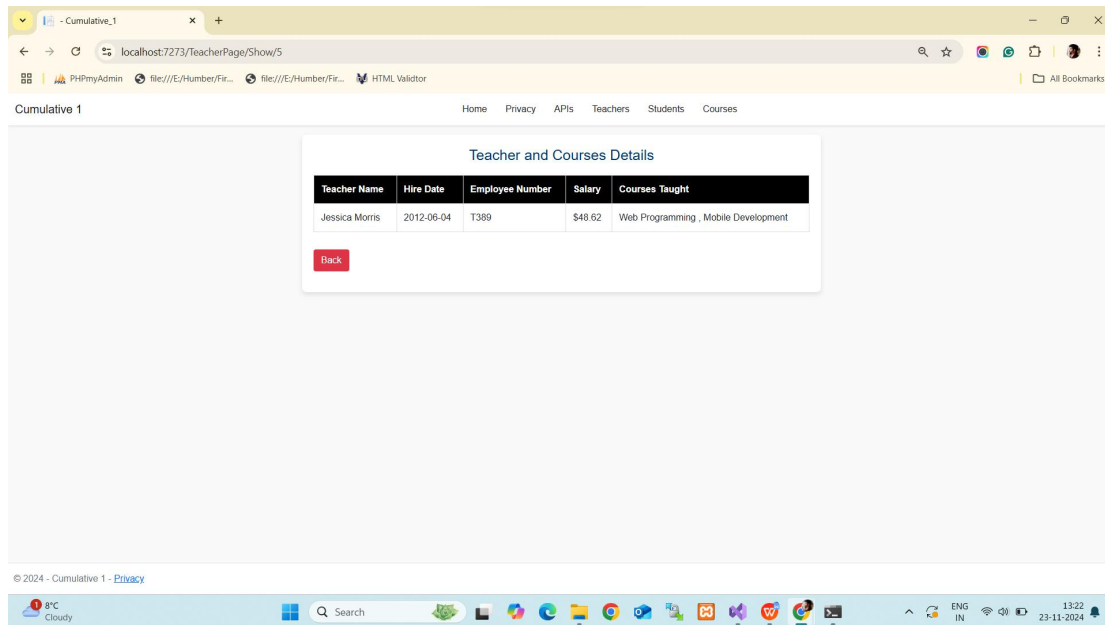 - Cumulative_1
localhost:7273/TeacherPage/Show/5
PHPmyAdmin file:///E:/Humber/Fir... file:///E:/Humber/Fir... HTML Validtor All Bookmarks
Cumulative 1 Home Privacy APIs Teachers Students Courses
Teacher and Courses Details
Teacher Name Hire Date Employee Number Salary Courses Taught
Jessica Morris 2012-06-04 T389 $48.62 Web Programming , Mobile Development
Back
© 2024 - Cumulative 1 - Privacy
1 8°C Search ENG 13:22
Cloudy IN 23-11-2024